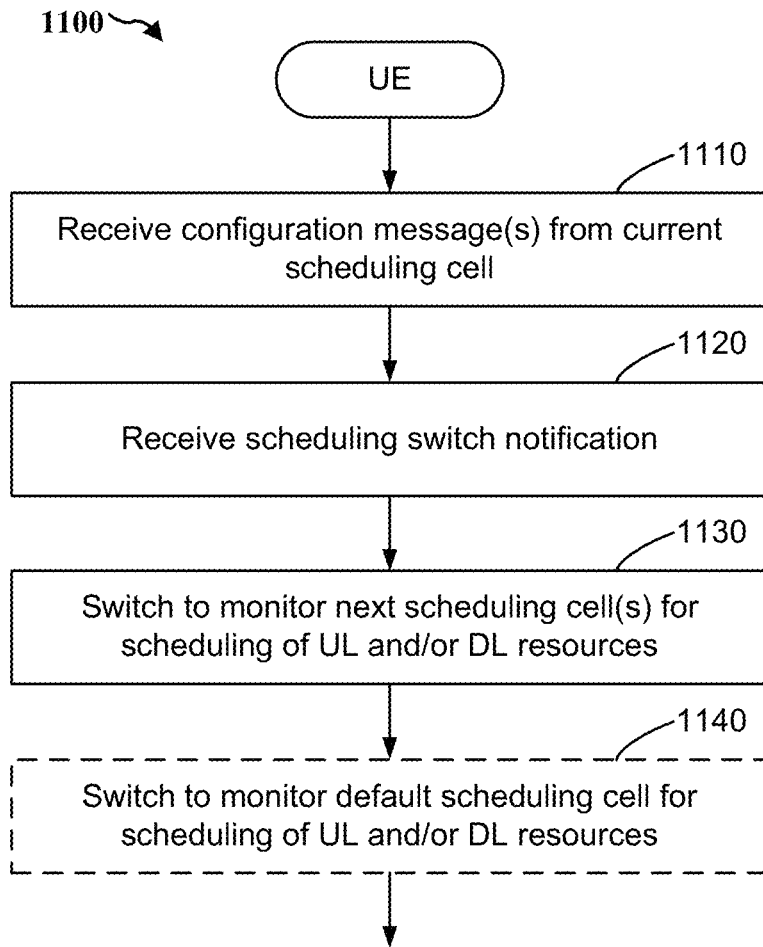 1100
UE
1110
Receive configuration message(s) from current
scheduling cell
1120
Receive scheduling switch notification
1130
Switch to monitor next scheduling cell(s) for
scheduling of UL and/or DL resources
1140
Switch to monitor default scheduling cell for
scheduling of UL and/or DL resources